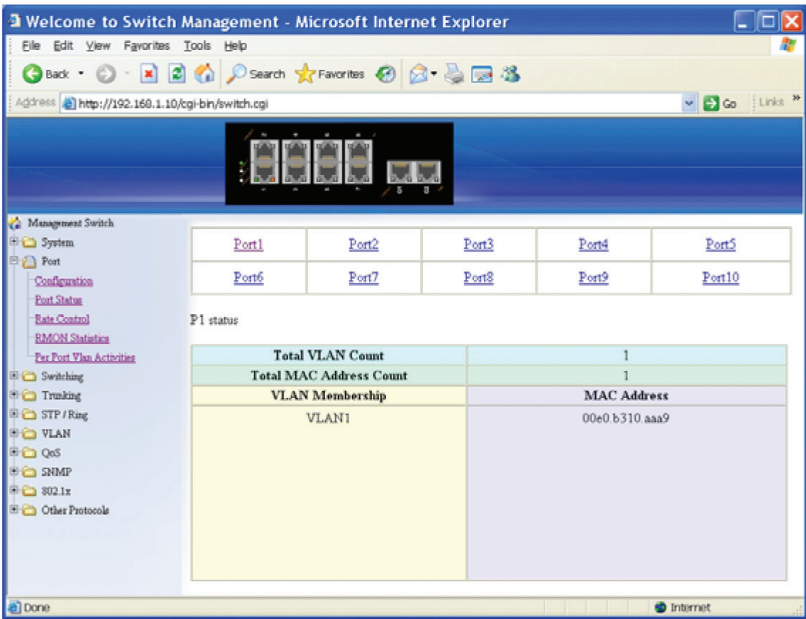 Welcome to Switch Management - Microsoft Internet Explorer
File Edit View Favorites Tools Help
Back Search Favorites
Address http://192.168.1.10/cgi-bin/switch.cgi Go Links »
Management Switch
System
Port
Configuration
Port Status
Rate Control
RMON Statistics
Per Port Vlan Activities
Switching
Trunking
STP / Ring
VLAN
QoS
SNMP
802.1x
Other Protocols
Port1 Port2 Port3 Port4 Port5
Port6 Port7 Port8 Port9 Port10
P1 status
Total VLAN Count 1
Total MAC Address Count 1
VLAN Membership MAC Address
VLAN1 00e0.b310.aaa9
Done Internet